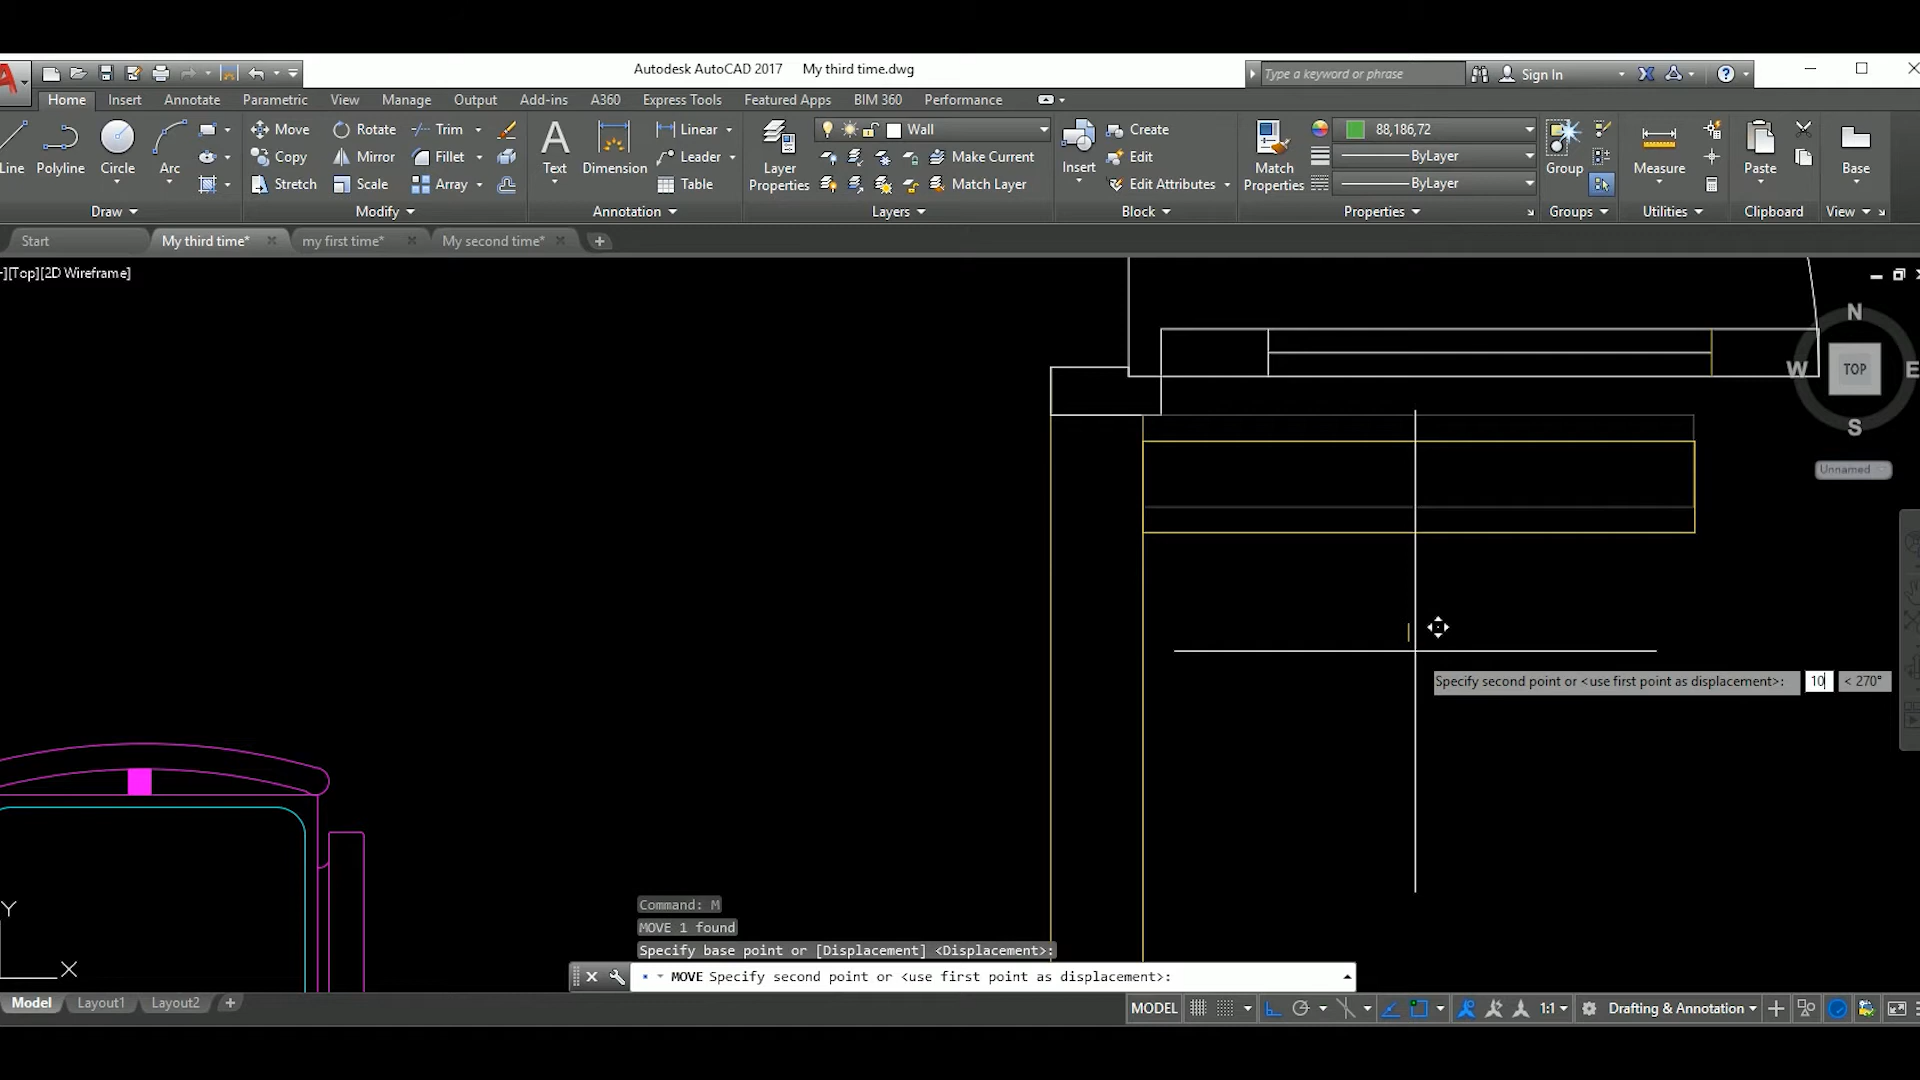 Autodesk AutoCAD 2017 My third time.dwg
Type a keyword or phrase
Sign In
Home Insert Annotate Parametric View Manage Output Add-ins A360 Express Tools Featured Apps BIM 360 Performance
Line
Polyline
Circle
Arc
Draw
Move
Rotate
Trim
Copy
Mirror
Fillet
Stretch
Scale
Array
Modify
Text
Dimension
Linear
Leader
Table
Annotation
Layer
Properties
Wall
Make Current
Match Layer
Layers
Insert
Create
Edit
Edit Attributes
Block
Match
Properties
88,186,72
ByLayer
ByLayer
Properties
Group
Groups
Measure
Utilities
Paste
Clipboard
Base
View
Start My third time* my first time* My second time*
][Top][2D Wireframe]
N
W
TOP
E
S
Unnamed
Specify second point or <use first point as displacement>: 10 < 270°
Y
X
Command: M
MOVE 1 found
Specify base point or [Displacement] <Displacement>:
MOVE Specify second point or <use first point as displacement>:
Model Layout1 Layout2
MODEL 1:1 Drafting & Annotation